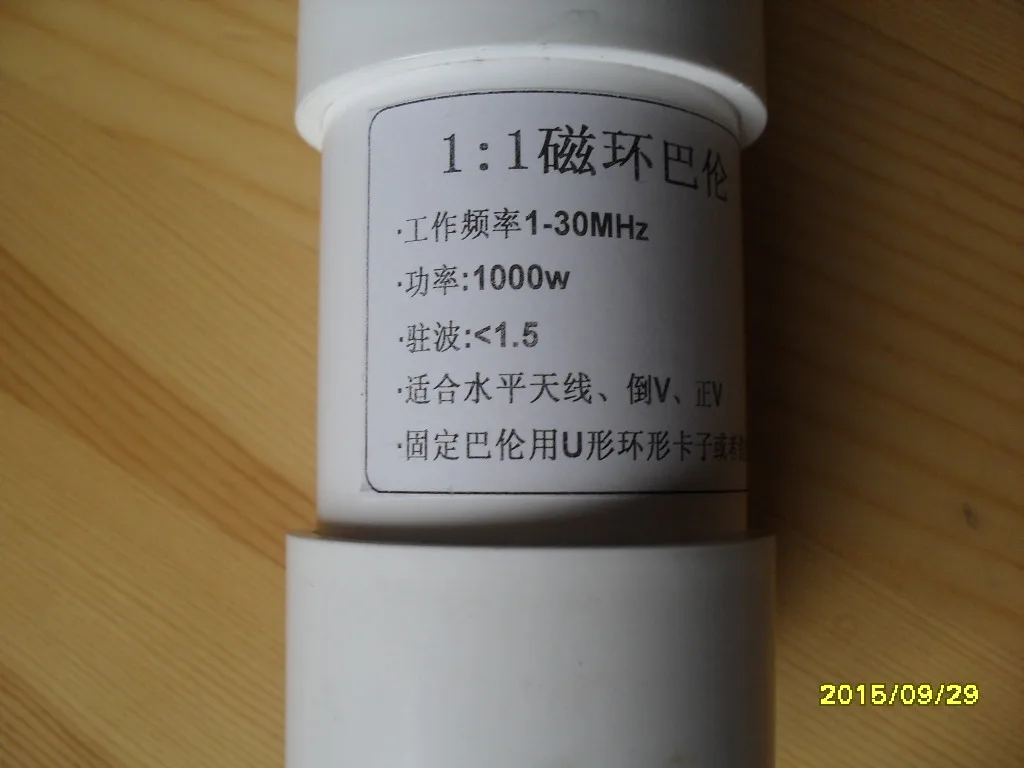 1:1磁环巴伦
·工作频率1-30MHz
·功率:1000w
·驻波:<1.5
·适合水平天线、倒V、正V
·固定巴伦用U形环形卡子或
2015/09/29